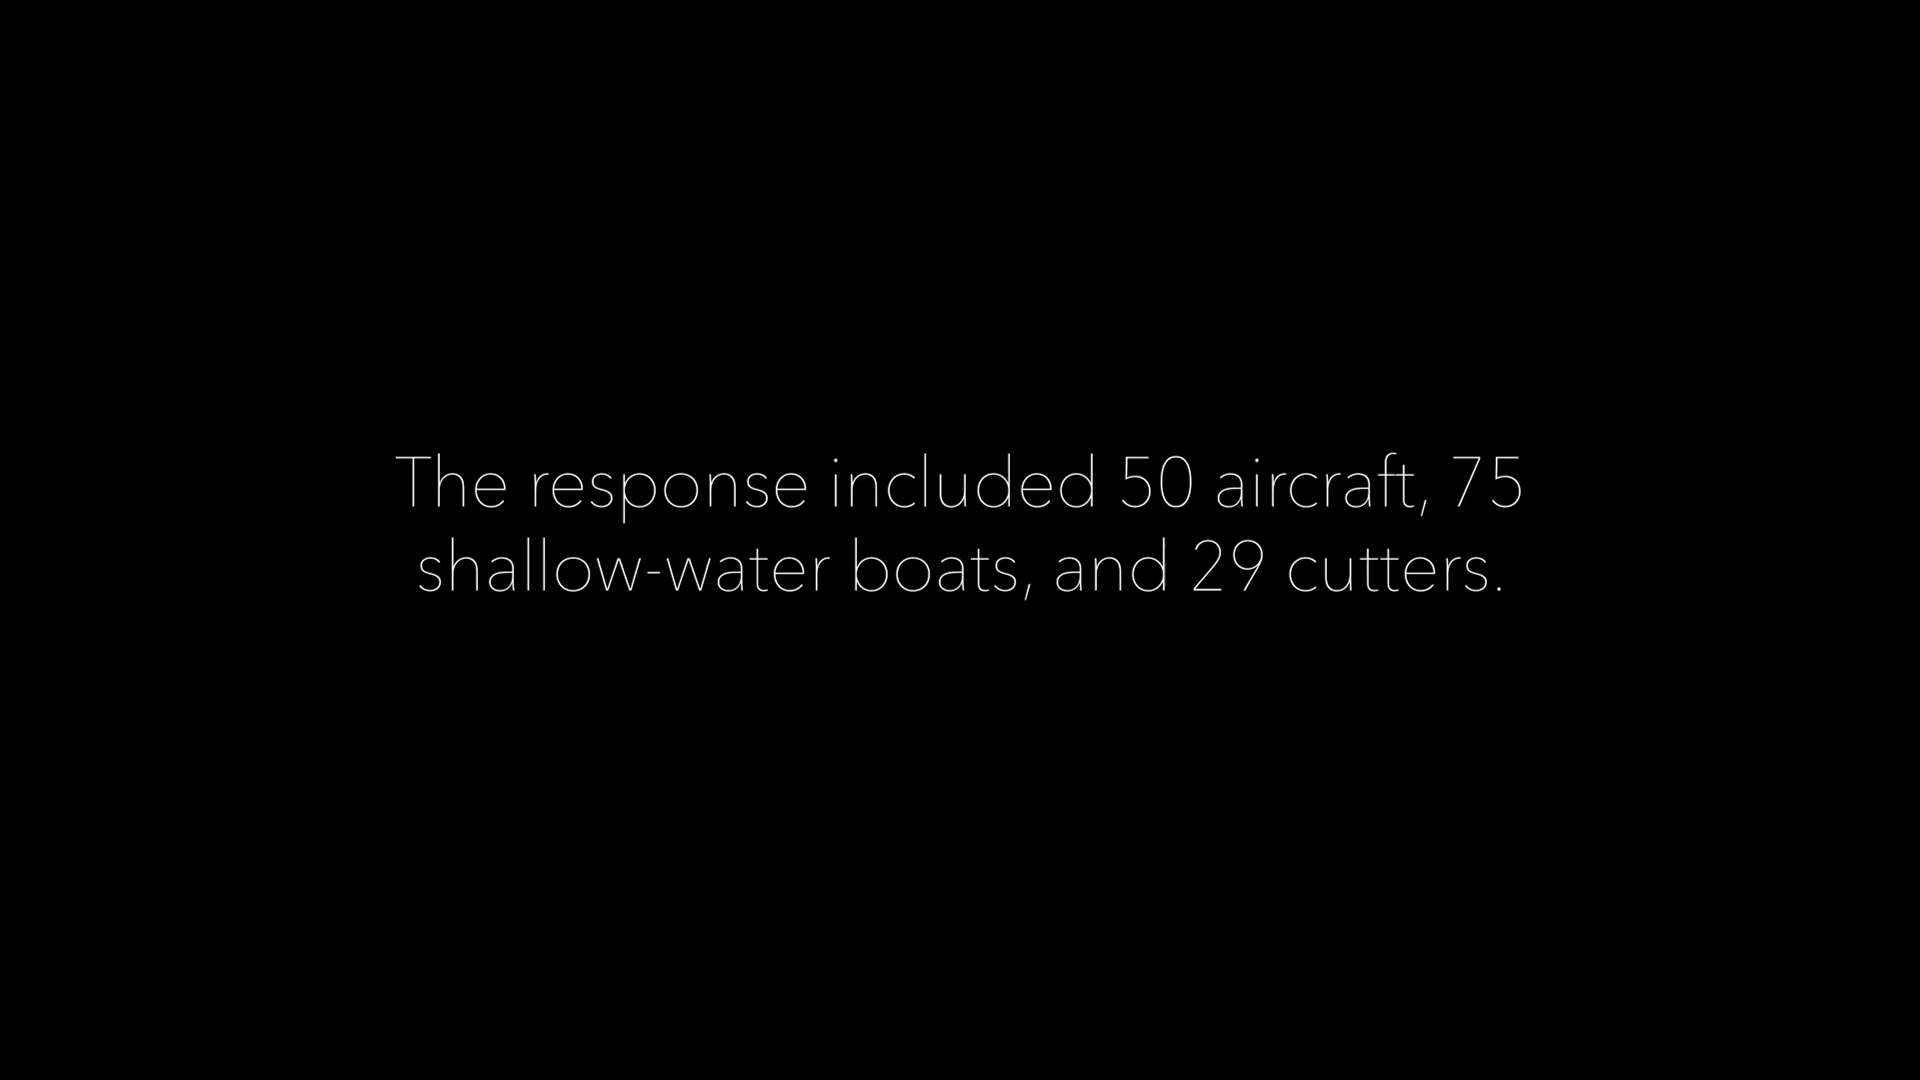 The response included 50 aircraft, 75
shallow-water boats, and 29 cutters.